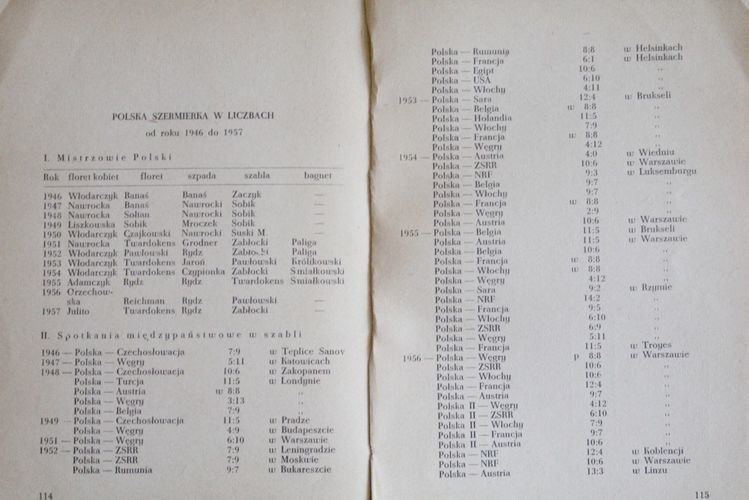 POLSKA SZERMIERKA W LICZBACH
od roku 1946 do 1957
I. Mistrzowie Polski
Rok floret kobiet floret szpada szabla bagnet
1946 Włodarczyk Banaś Banaś Zaczyk —
1947 Nawrocka Banaś Nawrocki Sobik —
1948 Nawrocka Soltan Nawrocki Sobik —
1949 Liszkowska Sobik Mroczek Sobik —
1950 Włodarczyk Czajkowski Nawrocki Suski M. —
1951 Nawrocka Twardokens Grodner Zabłocki Paliga
1952 Włodarczyk Pawłowski Rydz Zabłocki Paliga
1953 Włodarczyk Twardokens Jaroń Pawłowski Królikowski
1954 Włodarczyk Twardokens Czypionka Zabłocki Śmiałkowski
1955 Adamczyk Rydz Rydz Twardokens Śmiałkowski
1956 Orzechow-
ska Reichman Rydz Pawłowski —
1957 Julito Twardokens Rydz Zabłocki —
II. Spotkania międzypaństwowe w szabli
1946 — Polska — Czechosłowacja 7:9 w Teplice Sanov
1947 — Polska — Węgry 5:11 w Katowicach
1948 — Polska — Czechosłowacja 10:6 w Zakopanem
Polska — Turcja 11:5 w Londynie
Polska — Austria w 8:8 „
Polska — Węgry 3:13 „
Polska — Belgia 7:9 „
1949 — Polska — Czechosłowacja 11:5 w Pradze
Polska — Węgry 4:9 w Budapeszcie
1951 — Polska — Węgry 6:10 w Warszawie
1952 — Polska — ZSRR 7:9 w Leningradzie
Polska — ZSRR 7:9 w Moskwie
Polska — Rumunia 9:7 w Bukareszcie
114
Polska — Rumunia 8:8 w Helsinkach
Polska — Francja 6:1 w Helsinkach
Polska — Egipt 10:6 „
Polska — USA 6:10 „
Polska — Włochy 4:11 „
1953 — Polska — Sara 12:4 w Brukseli
Polska — Belgia w 8:8 „
Polska — Holandia 11:5 „
Polska — Włochy 7:9 „
Polska — Francja w 8:8 „
Polska — Węgry 4:12 „
1954 — Polska — Austria 4:0 w Wiedniu
Polska — ZSRR 10:6 w Warszawie
Polska — NRF 9:3 w Luksemburgu
Polska — Belgia 9:7 „
Polska — Włochy 9:7 „
Polska — Francja w 8:8 „
Polska — Węgry 2:9 „
Polska — Austria 10:6 w Warszawie
1955 — Polska — Belgia 11:5 w Brukseli
Polska — Austria 11:5 w Warszawie
Polska — Belgia 10:6 „
Polska — Francja w 8:8 „
Polska — Włochy w 8:8 „
Polska — Węgry 4:12 „
Polska — Sara 9:2 w Rzymie
Polska — NRF 14:2 „
Polska — Francja 9:5 „
Polska — Włochy 6:10 „
Polska — ZSRR 6:9 „
Polska — Węgry 5:11 „
Polska — Francja 11:5 w Troyes
1956 — Polska — Węgry p 8:8 w Warszawie
Polska — ZSRR 10:6 „
Polska — Włochy 10:6 „
Polska — Francja 12:4 „
Polska — Austria 9:7 „
Polska II — Węgry 4:12 „
Polska II — ZSRR 6:10 „
Polska II — Włochy 7:9 „
Polska II — Francja 9:7 „
Polska II — Austria 10:6 „
Polska — NRF 12:4 w Koblencji
Polska — NRF 10:6 w Warszawie
Polska — Austria 13:3 w Linzu
115